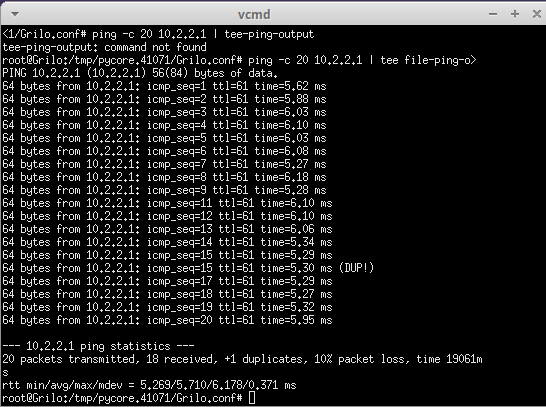 vcmd
<1/Grilo.conf# ping -c 20 10.2.2.1 | tee-ping-output
tee-ping-output: command not found
root@Grilo:/tmp/pycore.41071/Grilo.conf# ping -c 20 10.2.2.1 | tee file-ping-o>
PING 10.2.2.1 (10.2.2.1) 56(84) bytes of data.
64 bytes from 10.2.2.1: icmp_seq=1 ttl=61 time=5.62 ms
64 bytes from 10.2.2.1: icmp_seq=2 ttl=61 time=5.88 ms
64 bytes from 10.2.2.1: icmp_seq=3 ttl=61 time=6.03 ms
64 bytes from 10.2.2.1: icmp_seq=4 ttl=61 time=6.10 ms
64 bytes from 10.2.2.1: icmp_seq=5 ttl=61 time=6.03 ms
64 bytes from 10.2.2.1: icmp_seq=6 ttl=61 time=6.08 ms
64 bytes from 10.2.2.1: icmp_seq=7 ttl=61 time=5.27 ms
64 bytes from 10.2.2.1: icmp_seq=8 ttl=61 time=6.18 ms
64 bytes from 10.2.2.1: icmp_seq=9 ttl=61 time=5.28 ms
64 bytes from 10.2.2.1: icmp_seq=11 ttl=61 time=6.10 ms
64 bytes from 10.2.2.1: icmp_seq=12 ttl=61 time=6.10 ms
64 bytes from 10.2.2.1: icmp_seq=13 ttl=61 time=6.06 ms
64 bytes from 10.2.2.1: icmp_seq=14 ttl=61 time=5.34 ms
64 bytes from 10.2.2.1: icmp_seq=15 ttl=61 time=5.29 ms
64 bytes from 10.2.2.1: icmp_seq=15 ttl=61 time=5.30 ms (DUP!)
64 bytes from 10.2.2.1: icmp_seq=17 ttl=61 time=5.29 ms
64 bytes from 10.2.2.1: icmp_seq=18 ttl=61 time=5.27 ms
64 bytes from 10.2.2.1: icmp_seq=19 ttl=61 time=5.32 ms
64 bytes from 10.2.2.1: icmp_seq=20 ttl=61 time=5.95 ms
--- 10.2.2.1 ping statistics ---
20 packets transmitted, 18 received, +1 duplicates, 10% packet loss, time 19061m
s
rtt min/avg/max/mdev = 5.269/5.710/6.178/0.371 ms
root@Grilo:/tmp/pycore.41071/Grilo.conf#